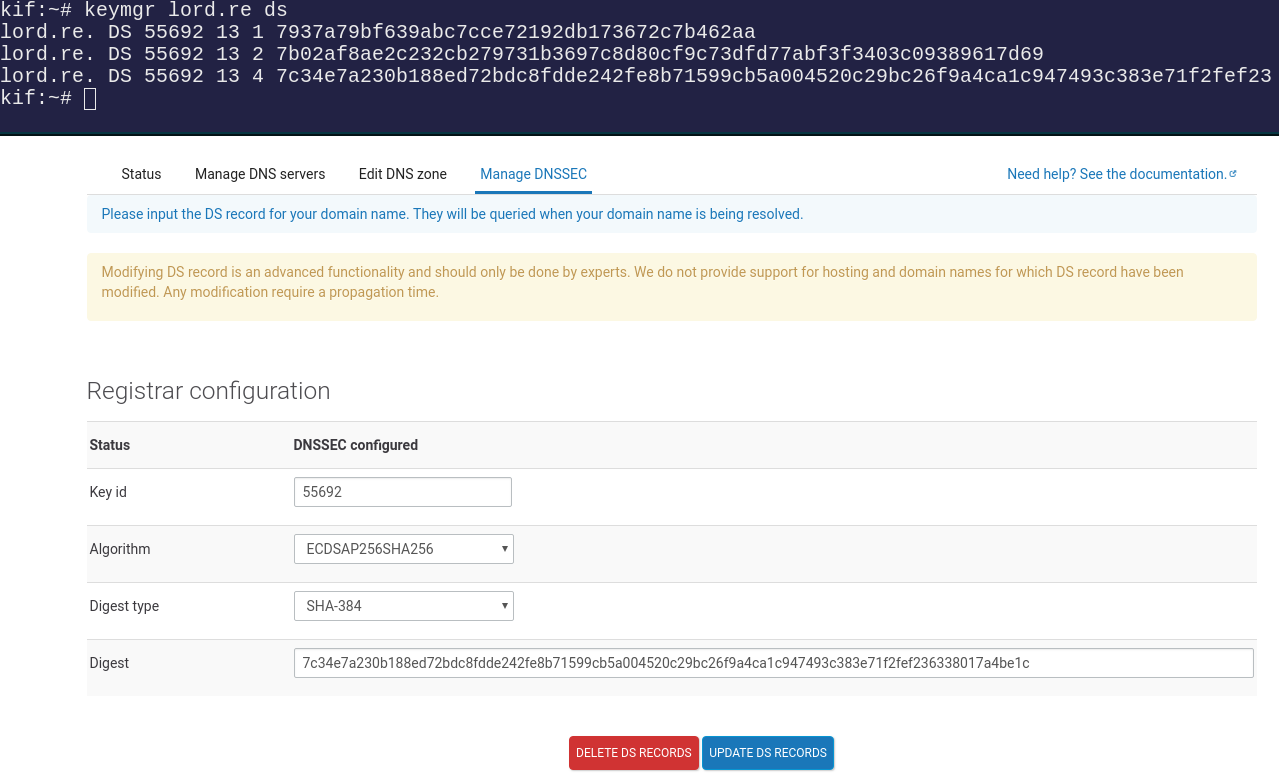 kif:~# keymgr lord.re ds
lord.re. DS 55692 13 1 7937a79bf639abc7cce72192db173672c7b462aa
lord.re. DS 55692 13 2 7b02af8ae2c232cb279731b3697c8d80cf9c73dfd77abf3f3403c09389617d69
lord.re. DS 55692 13 4 7c34e7a230b188ed72bdc8fdde242fe8b71599cb5a004520c29bc26f9a4ca1c947493c383e71f2fef23
kif:~#
Status Manage DNS servers Edit DNS zone Manage DNSSEC Need help? See the documentation.
Please input the DS record for your domain name. They will be queried when your domain name is being resolved.
Modifying DS record is an advanced functionality and should only be done by experts. We do not provide support for hosting and domain names for which DS record have been
modified. Any modification require a propagation time.
Registrar configuration
Status DNSSEC configured
Key id 55692
Algorithm ECDSAP256SHA256
Digest type SHA-384
Digest 7c34e7a230b188ed72bdc8fdde242fe8b71599cb5a004520c29bc26f9a4ca1c947493c383e71f2fef236338017a4be1c
DELETE DS RECORDS UPDATE DS RECORDS